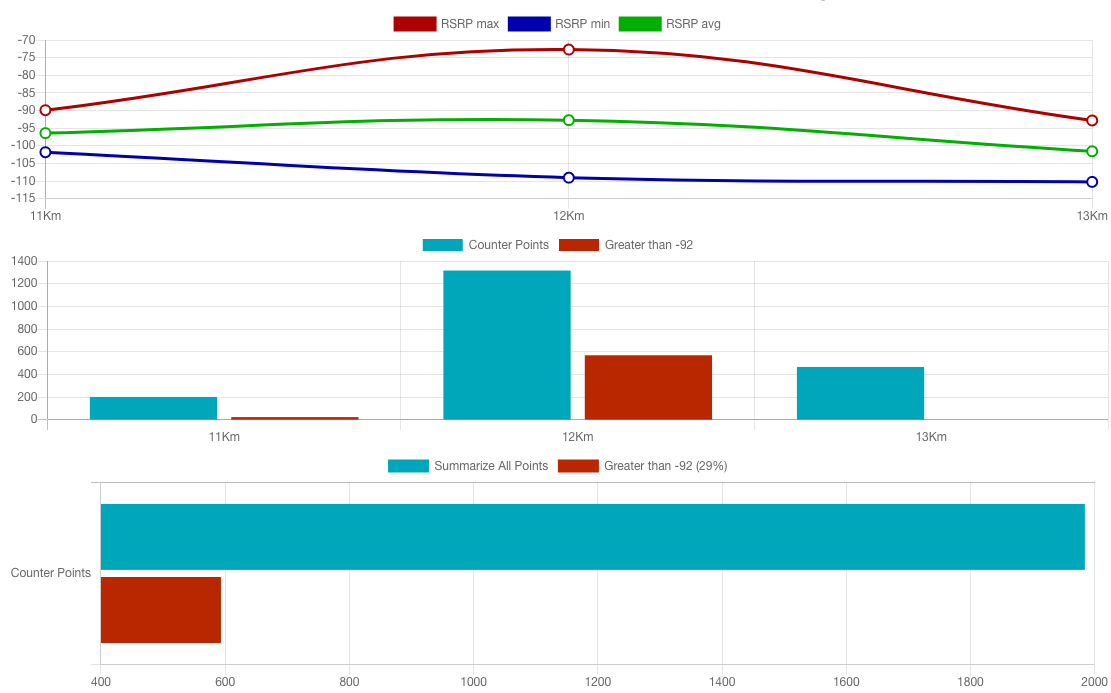 RSRP max RSRP min RSRP avg
-70
-75
-80
-85
-90
-95
-100
-105
-110
-115
11Km 12Km 13Km
Counter Points Greater than -92
1400
1200
1000
800
600
400
200
0
11Km 12Km 13Km
Summarize All Points Greater than -92 (29%)
Counter Points
400 600 800 1000 1200 1400 1600 1800 2000